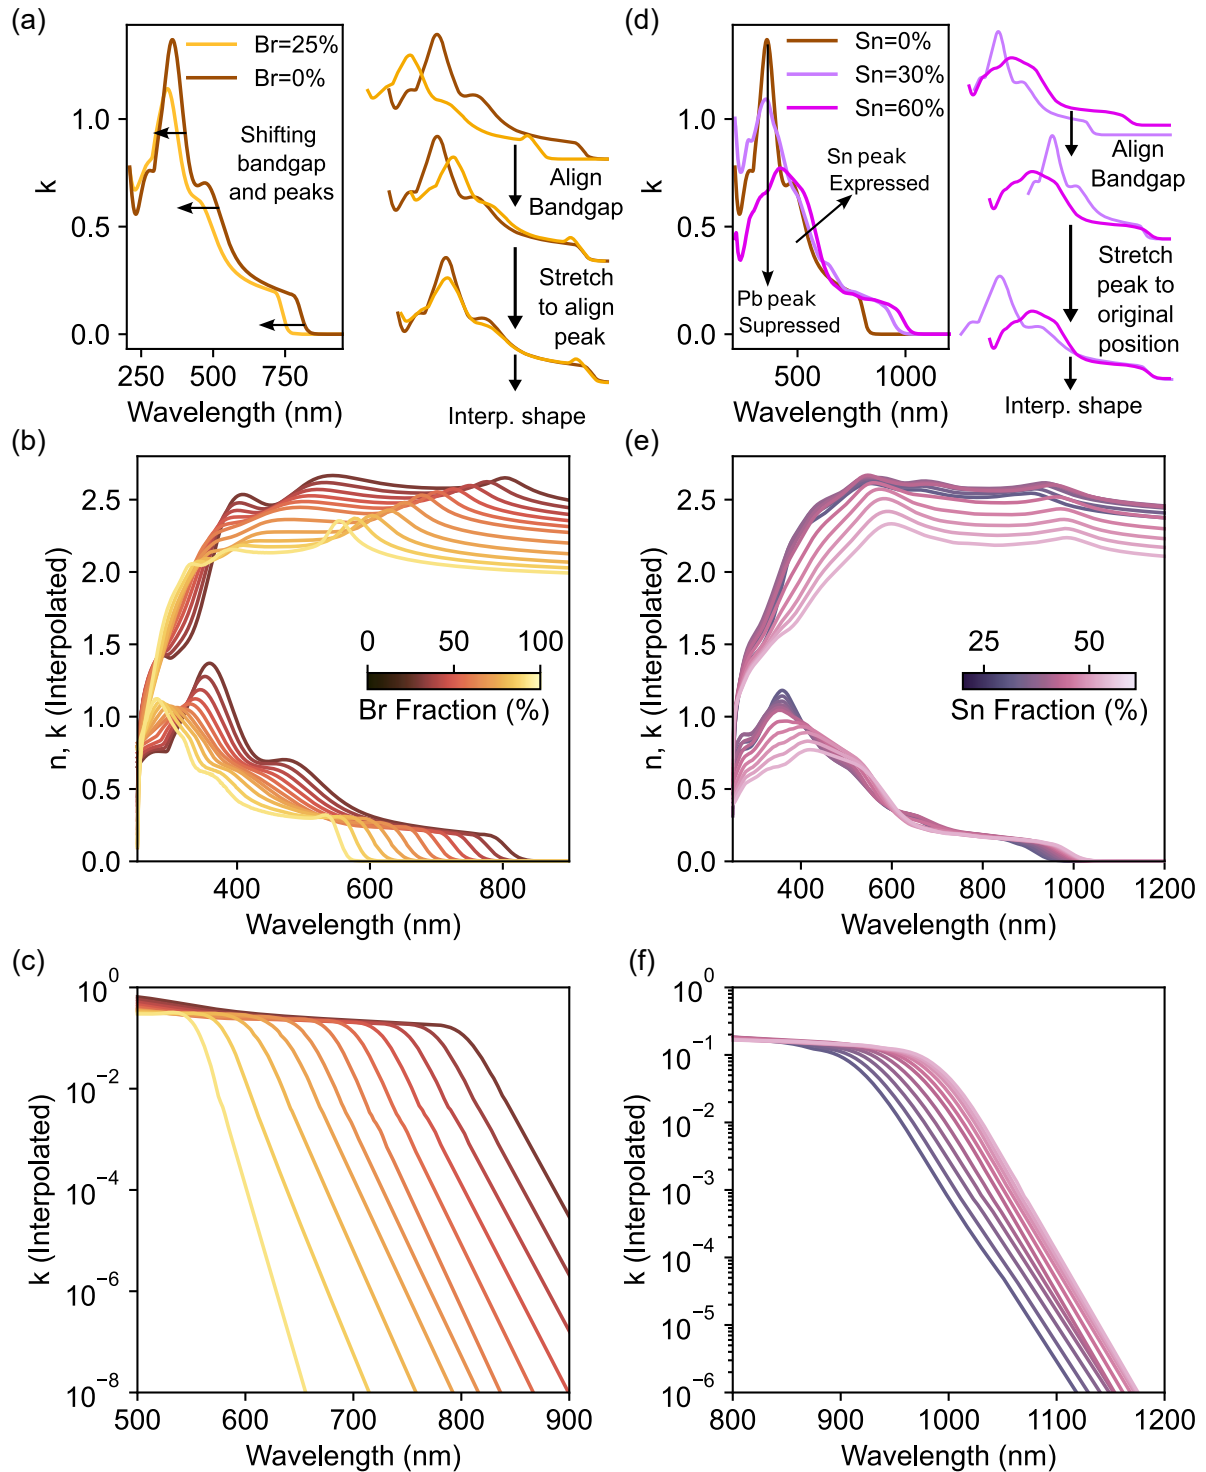 (a)
Br=25%
Br=0%
Shifting
bandgap
and peaks
k
1.0
0.5
0.0
250
500
750
Wavelength (nm)
Align
Bandgap
Stretch
to align
peak
Interp. shape
(d)
Sn=0%
Sn=30%
Sn=60%
Sn peak
Expressed
Pb peak
Supressed
k
1.0
0.5
0.0
500
1000
Wavelength (nm)
Align
Bandgap
Stretch
peak to
original
position
Interp. shape
(b)
n, k (Interpolated)
2.5
2.0
1.5
1.0
0.5
0.0
0
50
100
Br Fraction (%)
400
600
800
Wavelength (nm)
(e)
n, k (Interpolated)
2.5
2.0
1.5
1.0
0.5
0.0
25
50
Sn Fraction (%)
400
600
800
1000
1200
Wavelength (nm)
(c)
k (Interpolated)
10⁰
10⁻²
10⁻⁴
10⁻⁶
10⁻⁸
500
600
700
800
900
Wavelength (nm)
(f)
k (Interpolated)
10⁰
10⁻¹
10⁻²
10⁻³
10⁻⁴
10⁻⁵
10⁻⁶
800
900
1000
1100
1200
Wavelength (nm)